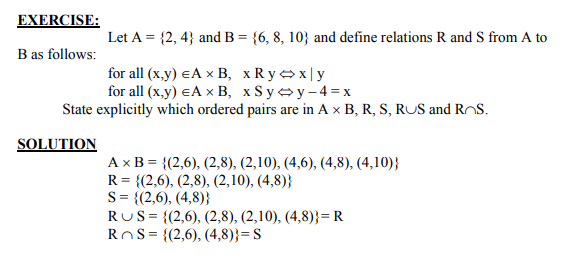 EXERCISE:
Let A = {2, 4} and B = {6, 8, 10} and define relations R and S from A to
B as follows:
for all (x,y) ∈A × B, x R y⇔x | y
for all (x,y) ∈A × B, x S y⇔y – 4 = x
State explicitly which ordered pairs are in A × B, R, S, R∪S and R∩S.
SOLUTION
A × B = {(2,6), (2,8), (2,10), (4,6), (4,8), (4,10)}
R = {(2,6), (2,8), (2,10), (4,8)}
S = {(2,6), (4,8)}
R ∪ S = {(2,6), (2,8), (2,10), (4,8)}= R
R ∩ S = {(2,6), (4,8)}= S